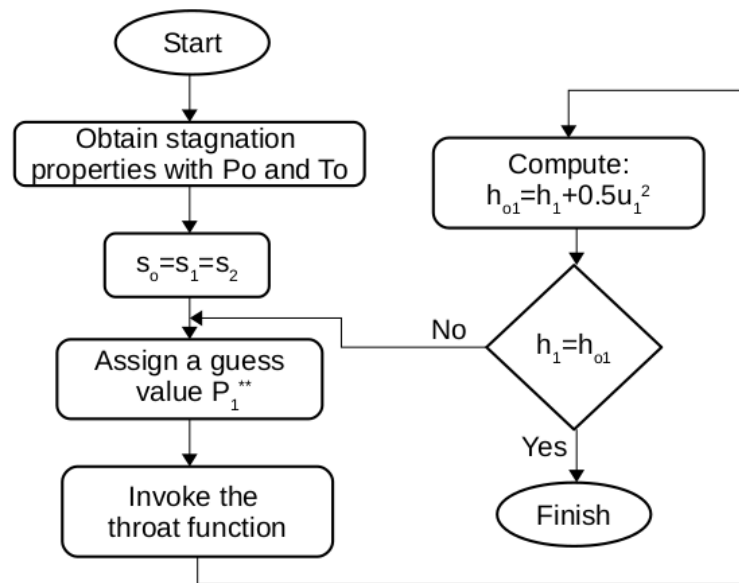 Start
Obtain stagnation
properties with Po and To
s₀=s₁=s₂
Assign a guess
value P₁**
Invoke the
throat function
Compute:
hₒ₁=h₁+0.5u₁²
h₁=hₒ₁
No
Yes
Finish